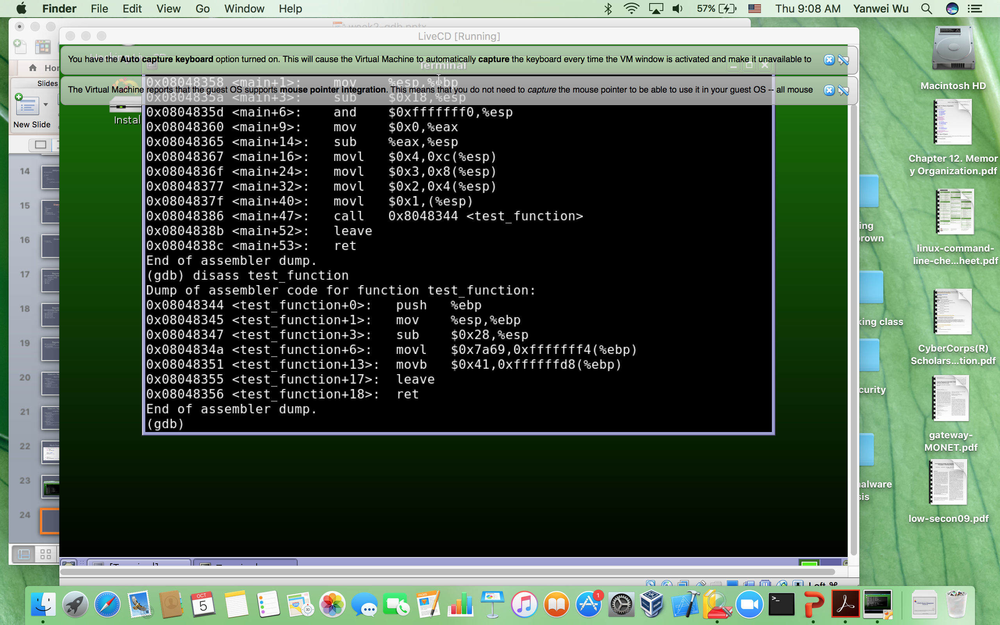 Finder File Edit View Go Window Help 57% Thu 9:08 AM Yanwei Wu
week2-gdb.pptx
LiveCD [Running]
You have the Auto capture keyboard option turned on. This will cause the Virtual Machine to automatically capture the keyboard every time the VM window is activated and make it unavailable to
Terminal
The Virtual Machine reports that the guest OS supports mouse pointer integration. This means that you do not need to capture the mouse pointer to be able to use it in your guest OS -- all mouse
0x08048358 <main+1>: mov %esp,%ebp
0x0804835a <main+3>: sub $0x18,%esp
0x0804835d <main+6>: and $0xfffffff0,%esp
0x08048360 <main+9>: mov $0x0,%eax
0x08048365 <main+14>: sub %eax,%esp
0x08048367 <main+16>: movl $0x4,0xc(%esp)
0x0804836f <main+24>: movl $0x3,0x8(%esp)
0x08048377 <main+32>: movl $0x2,0x4(%esp)
0x0804837f <main+40>: movl $0x1,(%esp)
0x08048386 <main+47>: call 0x8048344 <test_function>
0x0804838b <main+52>: leave
0x0804838c <main+53>: ret
End of assembler dump.
(gdb) disass test_function
Dump of assembler code for function test_function:
0x08048344 <test_function+0>: push %ebp
0x08048345 <test_function+1>: mov %esp,%ebp
0x08048347 <test_function+3>: sub $0x28,%esp
0x0804834a <test_function+6>: movl $0x7a69,0xfffffff4(%ebp)
0x08048351 <test_function+13>: movb $0x41,0xffffffd8(%ebp)
0x08048355 <test_function+17>: leave
0x08048356 <test_function+18>: ret
End of assembler dump.
(gdb)
Hor
Slides
New Slide
Instal
14
15
16
17
18
19
20
21
22
23
24
Macintosh HD
Chapter 12. Memor
y Organization.pdf
linux-command-
line-che...heet.pdf
CyberCorps(R)
Scholars...tion.pdf
gateway-
MONET.pdf
low-secon09.pdf
ing
rown
king class
curity
alware
sis
Left ⌘
OCT
5
PAGES
280
3D
1
>_